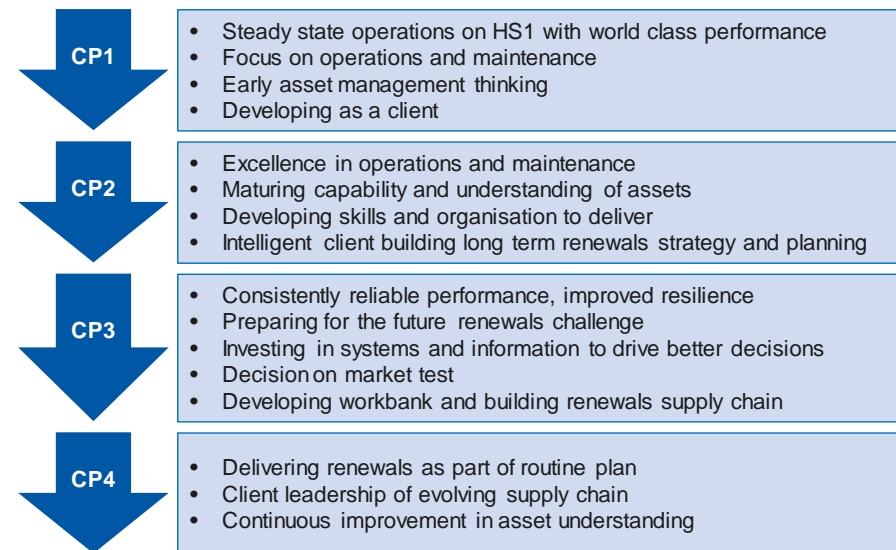 CP1
• Steady state operations on HS1 with world class performance
• Focus on operations and maintenance
• Early asset management thinking
• Developing as a client
CP2
• Excellence in operations and maintenance
• Maturing capability and understanding of assets
• Developing skills and organisation to deliver
• Intelligent client building long term renewals strategy and planning
CP3
• Consistently reliable performance, improved resilience
• Preparing for the future renewals challenge
• Investing in systems and information to drive better decisions
• Decision on market test
• Developing workbank and building renewals supply chain
CP4
• Delivering renewals as part of routine plan
• Client leadership of evolving supply chain
• Continuous improvement in asset understanding